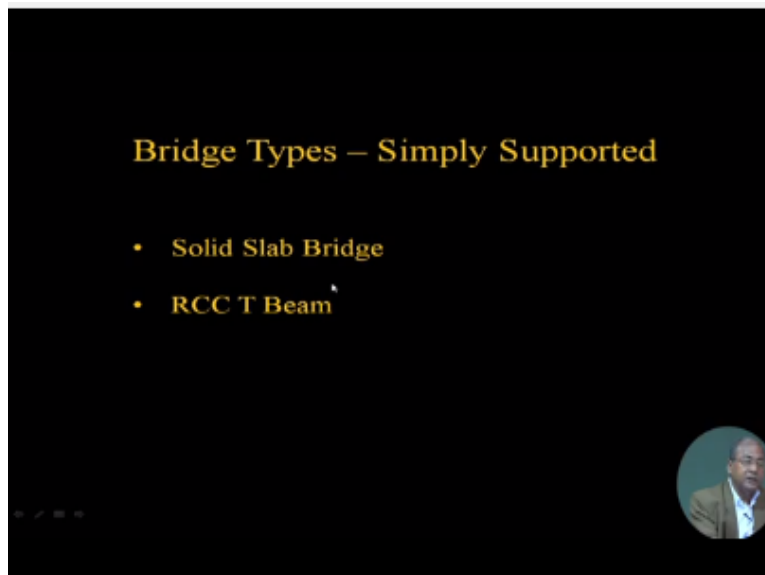 Bridge Types – Simply Supported
• Solid Slab Bridge
• RCC T Beam